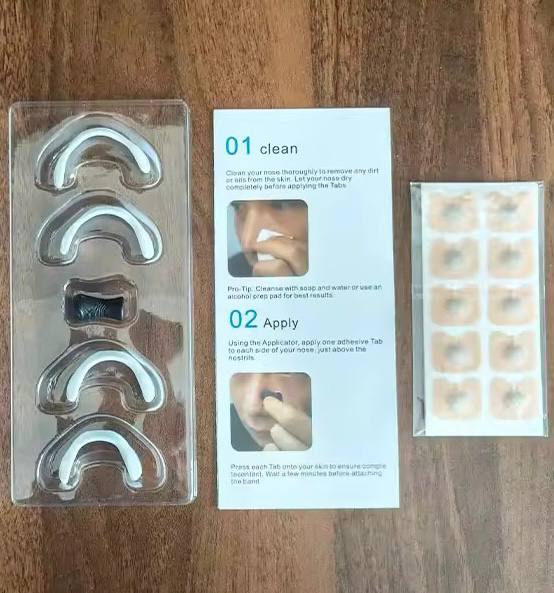 01 clean
Clean your nose thoroughly to remove any dirt
or oils from the skin. Let your nose dry
completely before applying the Tabs
Pro-Tip: Cleanse with soap and water or use an
alcohol prep pad for best results.
02 Apply
Using the Applicator, apply one adhesive Tab
to each side of your nose, just above the
nostrils.
Press each Tab onto your skin to ensure comple
tecontact. Wait a few minutes before attaching
the band